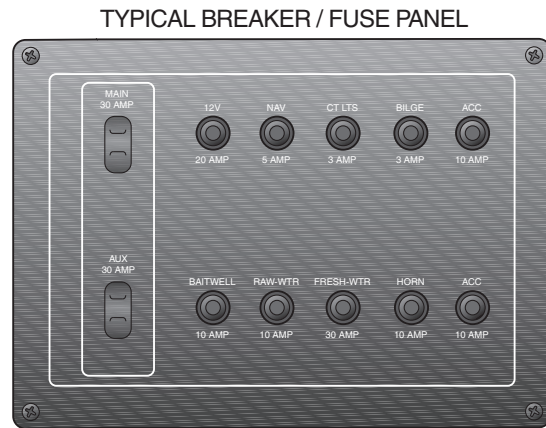 TYPICAL BREAKER / FUSE PANEL
MAIN
30 AMP
12V NAV CT LTS BILGE ACC
20 AMP 5 AMP 3 AMP 3 AMP 10 AMP
AUX
30 AMP
BAITWELL RAW-WTR FRESH-WTR HORN ACC
10 AMP 10 AMP 30 AMP 10 AMP 10 AMP